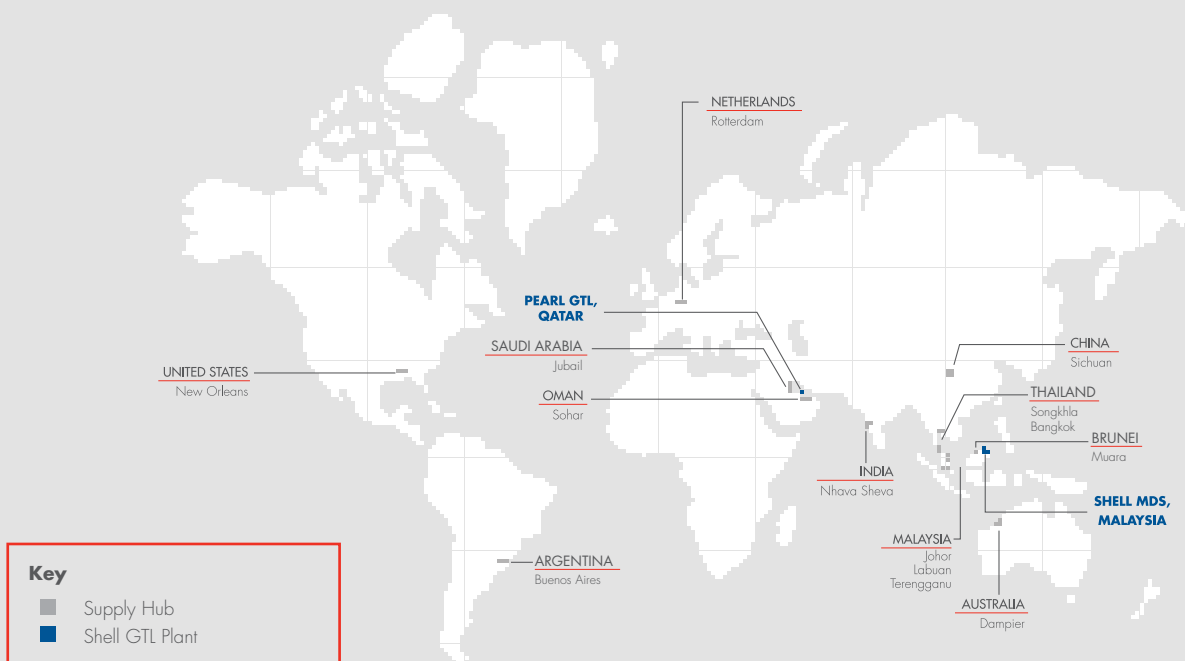 NETHERLANDS
Rotterdam
PEARL GTL,
QATAR
SAUDI ARABIA
Jubail
UNITED STATES
New Orleans
OMAN
Sohar
CHINA
Sichuan
THAILAND
Songkhla
Bangkok
BRUNEI
Muara
INDIA
Nhava Sheva
SHELL MDS,
MALAYSIA
MALAYSIA
Johor
Labuan
Terengganu
ARGENTINA
Buenos Aires
AUSTRALIA
Dampier
Key
Supply Hub
Shell GTL Plant